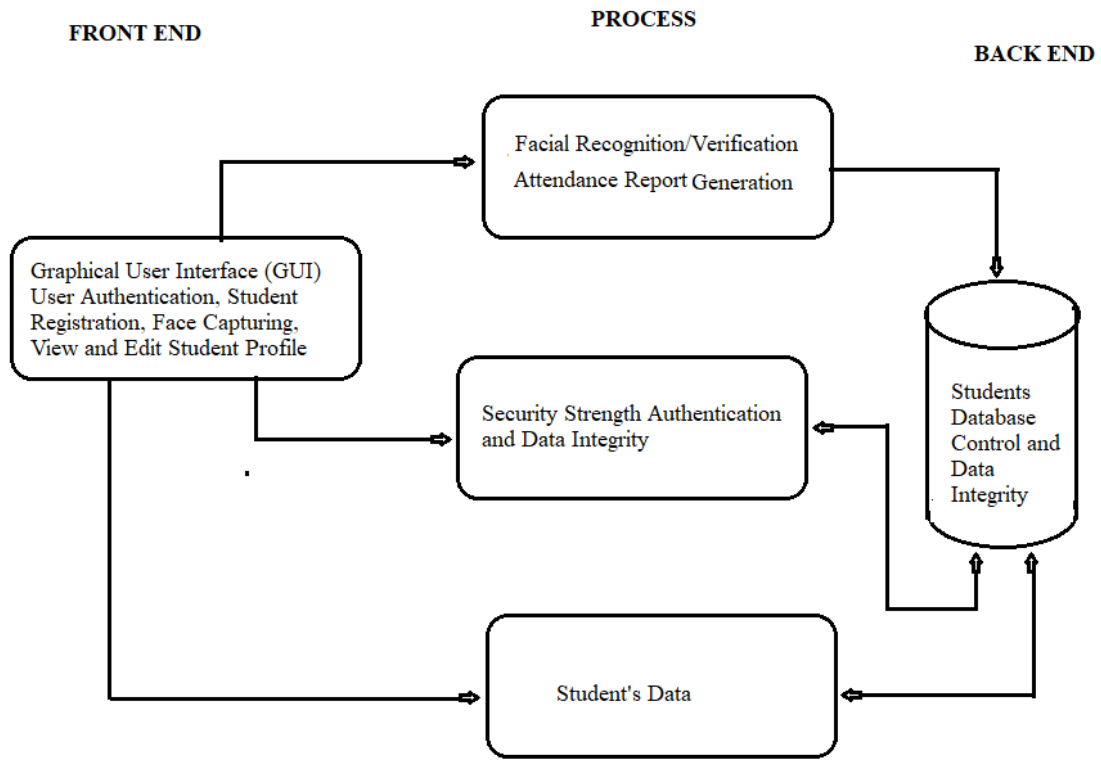 FRONT END
PROCESS
BACK END
Facial Recognition/Verification
Attendance Report Generation
Graphical User Interface (GUI)
User Authentication, Student
Registration, Face Capturing,
View and Edit Student Profile
Security Strength Authentication
and Data Integrity
Students
Database
Control and
Data
Integrity
Student's Data